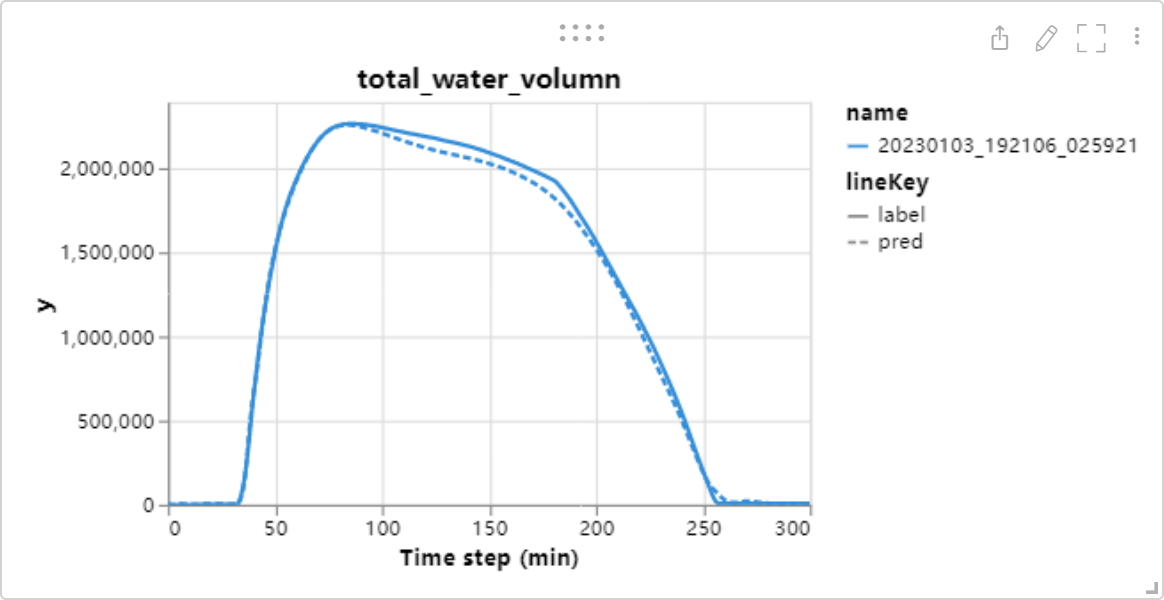 total_water_volumn
name
20230103_192106_025921
lineKey
label
pred
y
2,000,000
1,500,000
1,000,000
500,000
0
0 50 100 150 200 250 300
Time step (min)